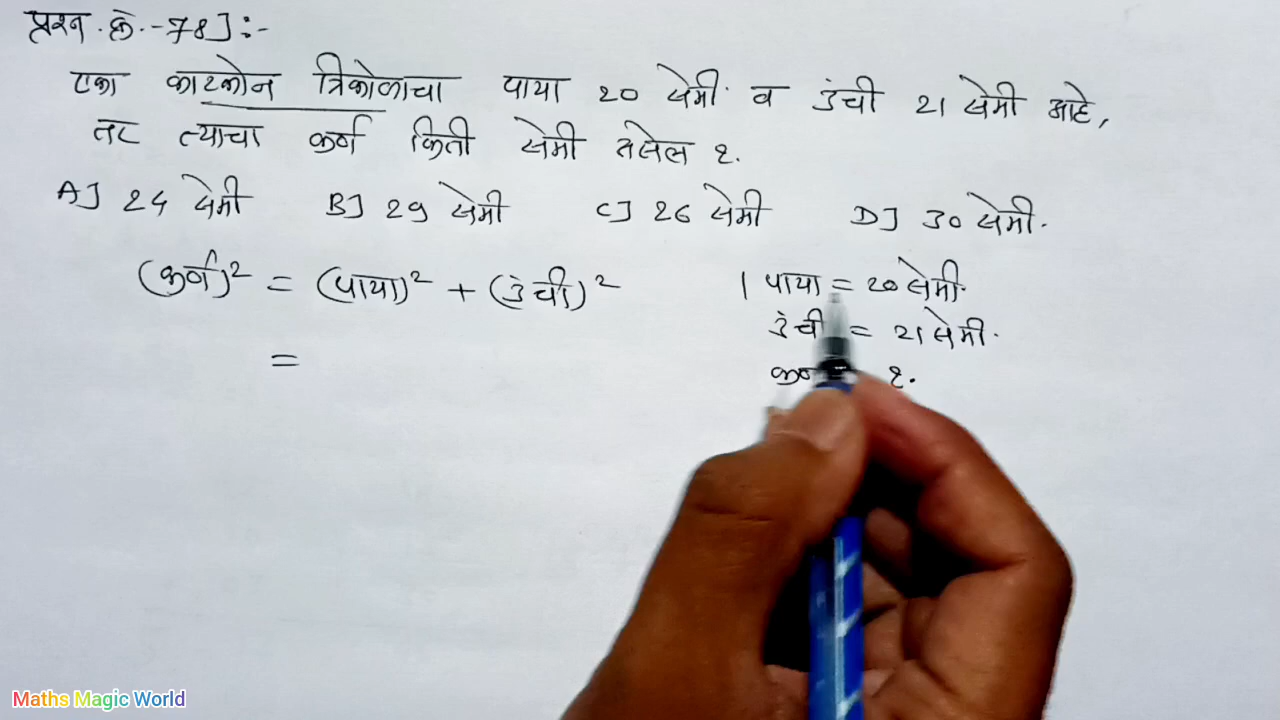 प्रश्न.क्रे.-78]:-
एका काटकोन त्रिकोळाचा पाया 20 सेमी. व उंची 21 सेमी आहे,
तर त्याचा कर्ण किती सेमी असेल ?.
A] 24 सेमी B] 29 सेमी C] 26 सेमी D] 30 सेमी.
(कर्ण)² = (पाया)² + (उंची)² | पाया = 20 सेमी.
उंची = 21 सेमी.
= ?.
Maths Magic World